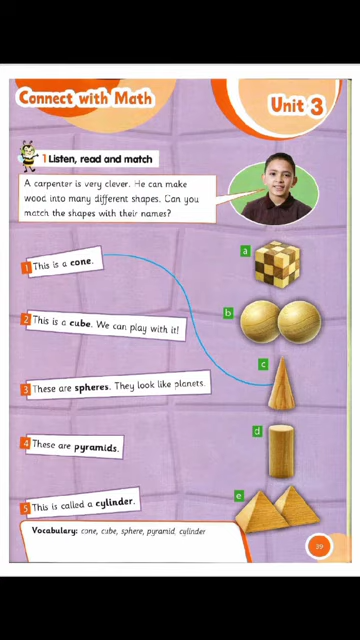 Connect with Math
Unit 3
1 Listen, read and match
A carpenter is very clever. He can make
wood into many different shapes. Can you
match the shapes with their names?
a
1 This is a cone.
b
2 This is a cube. We can play with it!
c
3 These are spheres. They look like planets.
d
4 These are pyramids.
e
5 This is called a cylinder.
Vocabulary: cone, cube, sphere, pyramid, cylinder
29